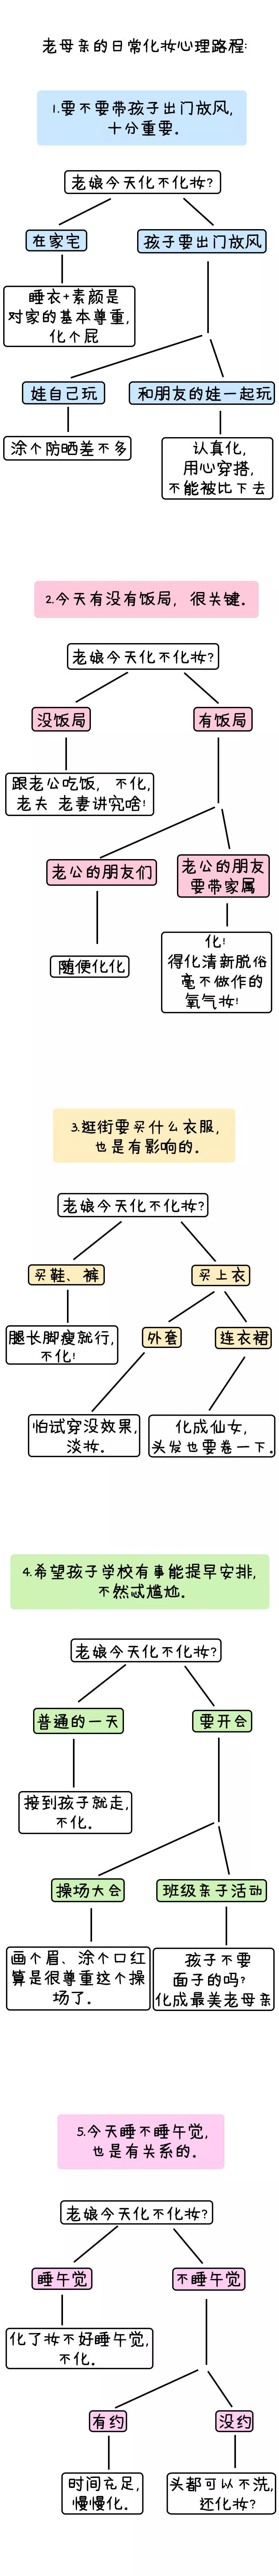 老母亲的日常化妆心理路程:
1.要不要带孩子出门放风,
十分重要。
老娘今天化不化妆?
在家宅
孩子要出门放风
睡衣+素颜是
对家的基本尊重,
化个屁
娃自己玩
和朋友的娃一起玩
涂个防晒差不多
认真化,
用心穿搭,
不能被比下去
2.今天有没有饭局, 很关键.
老娘今天化不化妆?
没饭局
有饭局
跟老公吃饭, 不化,
老夫 老妻讲究啥!
老公的朋友们
老公的朋友
要带家属
随便化化
化!
得化清新脱俗
毫不做作的
氧气妆!
3.逛街要买什么衣服,
也是有影响的.
老娘今天化不化妆?
买鞋、裤
买上衣
腿长脚瘦就行,
不化!
外套
连衣裙
怕试穿没效果,
淡妆.
化成仙女,
头发也要卷一下.
4.希望孩子学校有事能提早安排,
不然忒尴尬.
老娘今天化不化妆?
普通的一天
要开会
接到孩子就走,
不化.
操场大会
班级亲子活动
画个眉、涂个口红
算是很尊重这个操
场了.
孩子不要
面子的吗?
化成最美老母亲
5.今天睡不睡午觉,
也是有关系的.
老娘今天化不化妆?
睡午觉
不睡午觉
化了妆不好睡午觉,
不化.
有约
没约
时间充足,
慢慢化.
头都可以不洗,
还化妆?